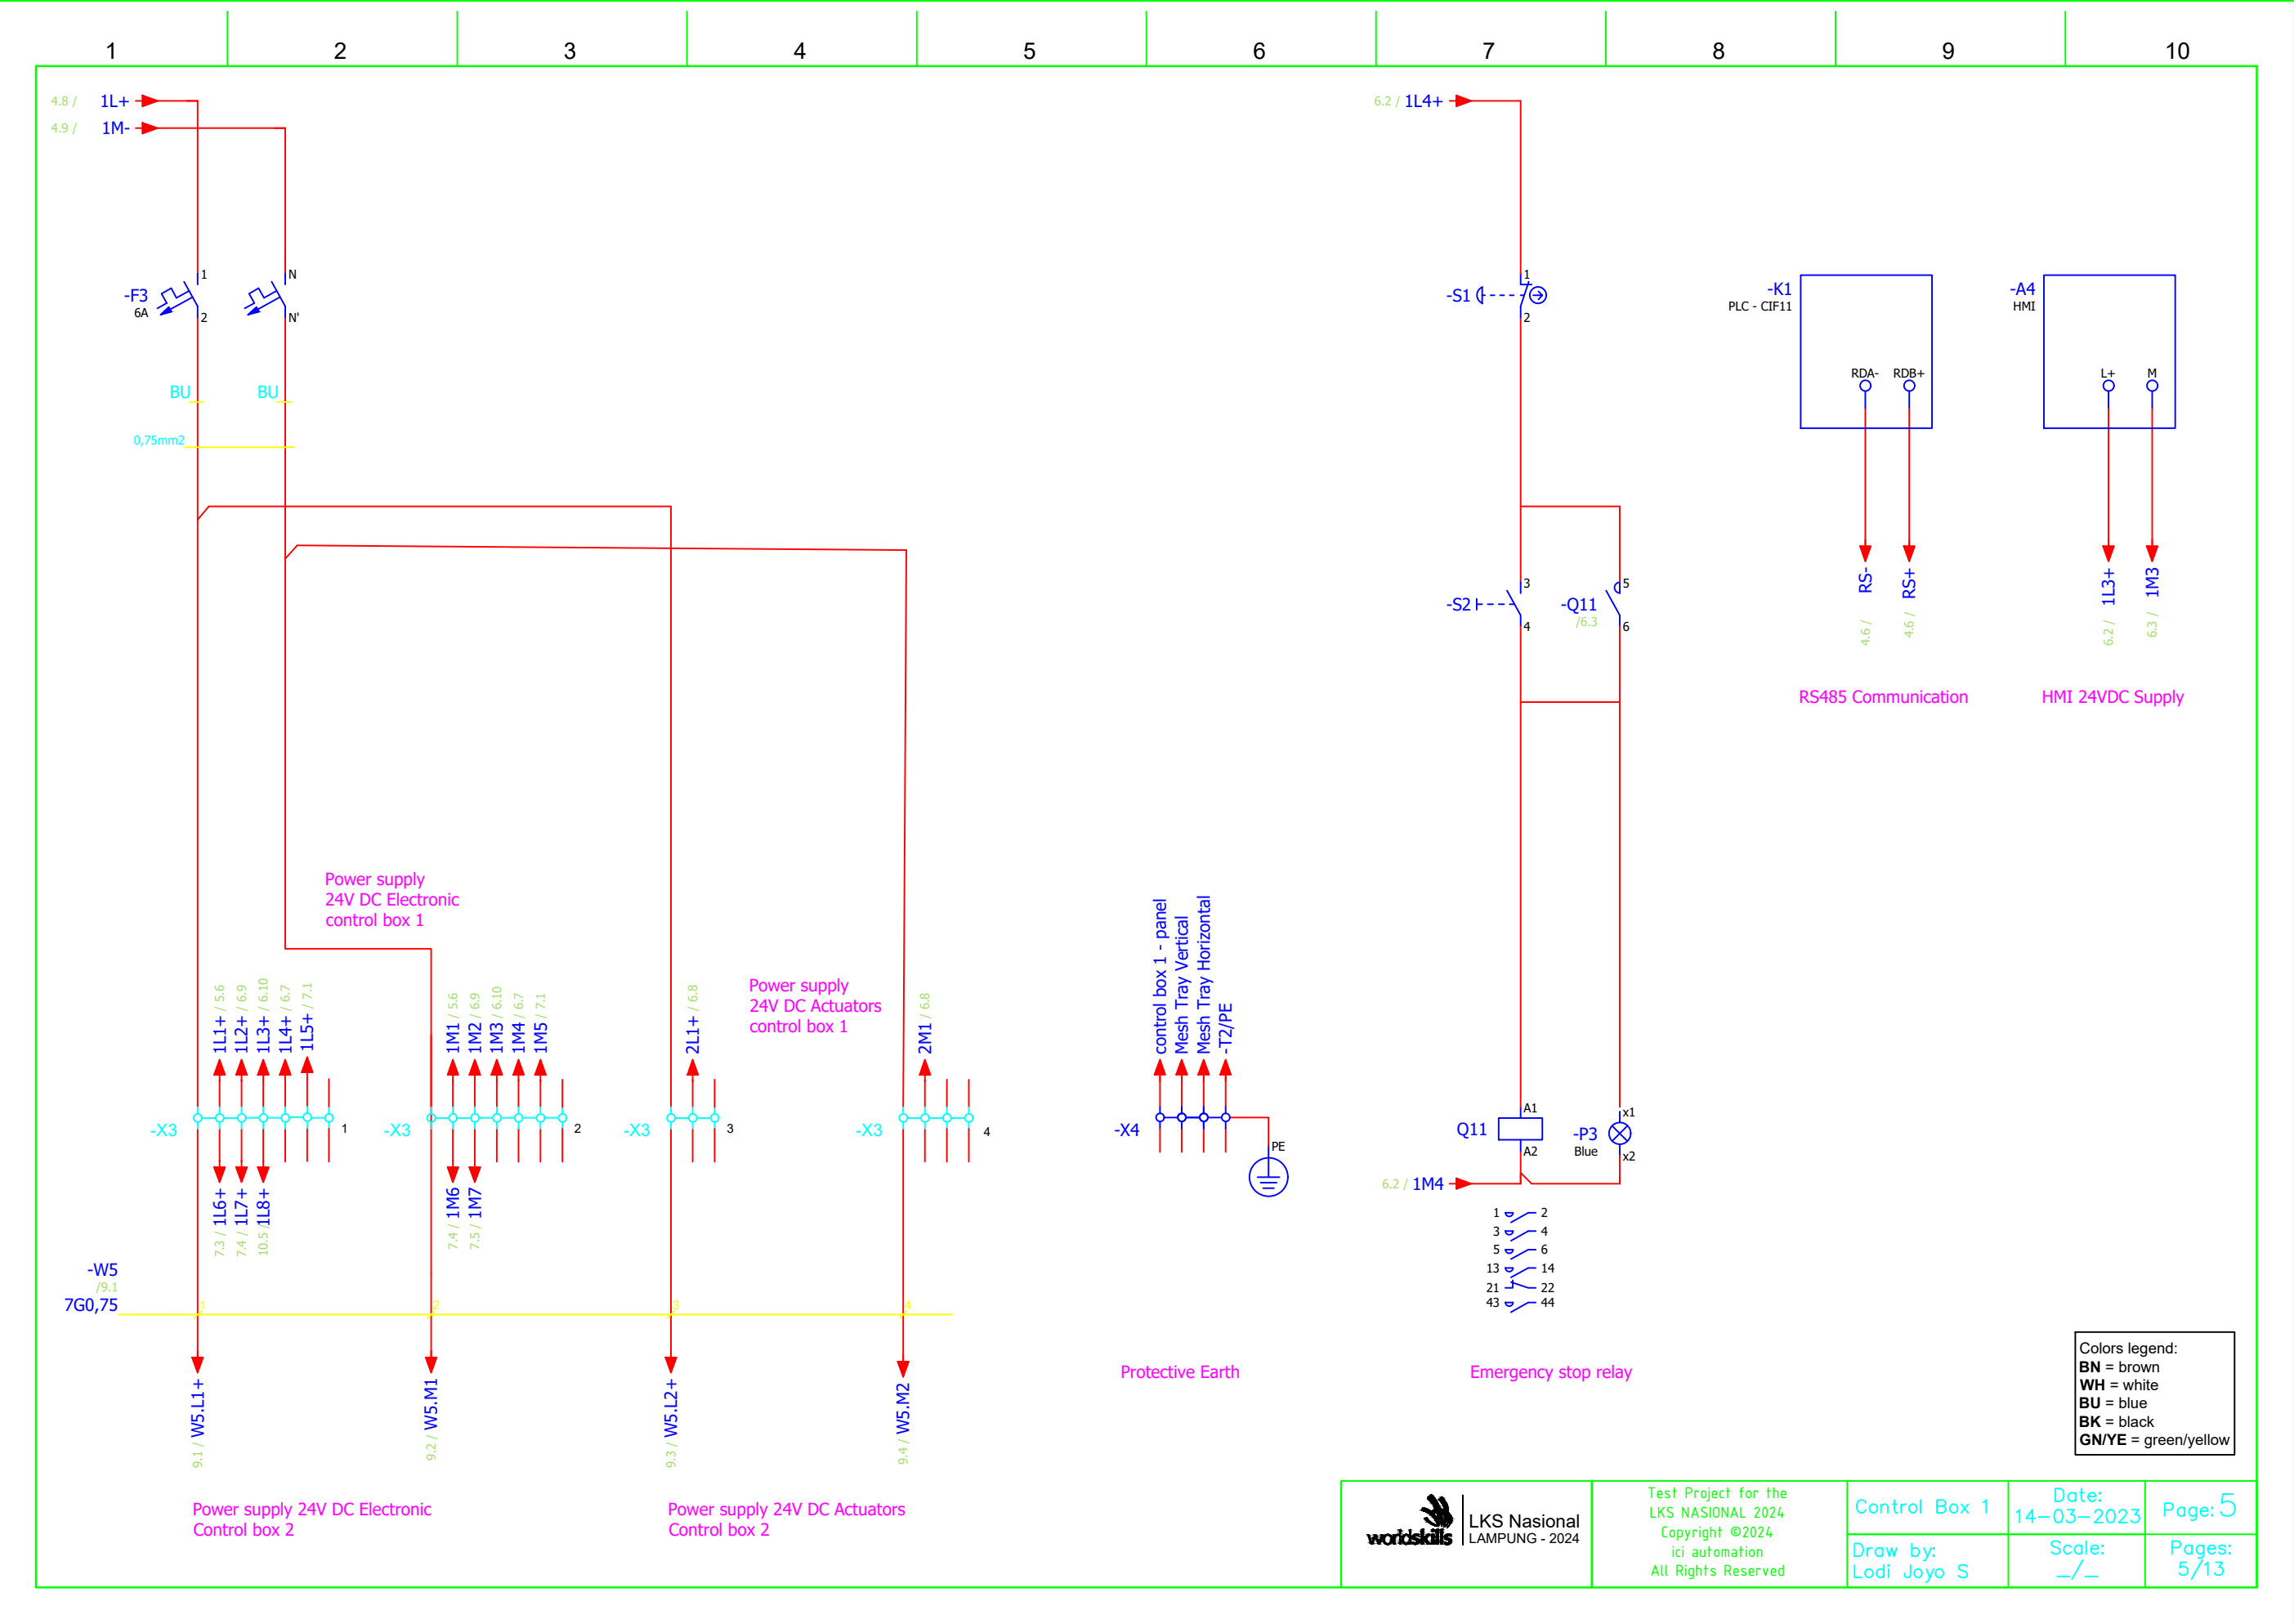 1 2 3 4 5 6 7 8 9 10
4.8 / 1L+
4.9 / 1M-
6.2 / 1L4+
-F3
6A
1
2
N
N'
BU BU
0,75mm2
-S1
1
2
-K1
PLC - CIF11
RDA- RDB+
RS-
4.6 /
RS+
4.6 /
RS485 Communication
-A4
HMI
L+ M
1L3+
6.2 /
1M3
6.3 /
HMI 24VDC Supply
-S2
3
4
-Q11
/6.3
5
6
Power supply
24V DC Electronic
control box 1
Power supply
24V DC Actuators
control box 1
1L1+ / 5.6
1L2+ / 6.9
1L3+ / 6.10
1L4+ / 6.7
1L5+ / 7.1
-X3
1
7.3 / 1L6+
7.4 / 1L7+
10.5 / 1L8+
1M1 / 5.6
1M2 / 6.9
1M3 / 6.10
1M4 / 6.7
1M5 / 7.1
-X3
2
7.4 / 1M6
7.5 / 1M7
2L1+ / 6.8
-X3
3
2M1 / 6.8
-X3
4
control box 1 - panel
Mesh Tray Vertical
Mesh Tray Horizontal
-T2/PE
-X4
PE
Q11
A1
A2
-P3
Blue
x1
x2
6.2 / 1M4
1 2
3 4
5 6
13 14
21 22
43 44
-W5
/9.1
7G0,75
1 2 3 4
9.1 / W5.L1+
9.2 / W5.M1
9.3 / W5.L2+
9.4 / W5.M2
Protective Earth
Emergency stop relay
Power supply 24V DC Electronic
Control box 2
Power supply 24V DC Actuators
Control box 2
Colors legend:
BN = brown
WH = white
BU = blue
BK = black
GN/YE = green/yellow
worldskills
LKS Nasional
LAMPUNG - 2024
Test Project for the
LKS NASIONAL 2024
Copyright ©2024
ici automation
All Rights Reserved
Control Box 1
Draw by:
Lodi Joyo S
Date:
14-03-2023
Scale:
_/_
Page: 5
Pages:
5/13